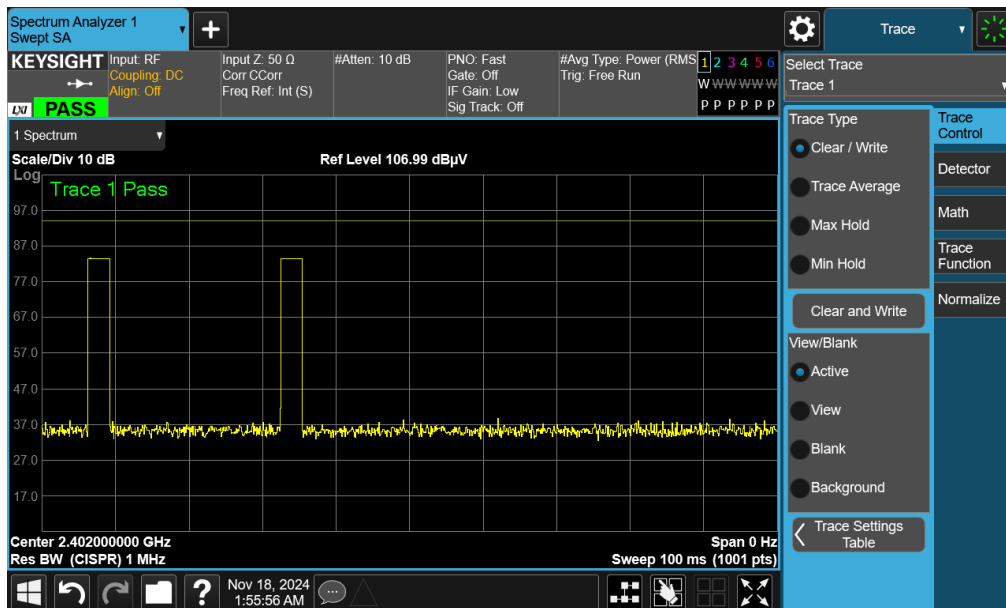 Spectrum Analyzer 1
Swept SA
+
Trace
KEYSIGHT
LXI
PASS
Input: RF
Coupling: DC
Align: Off
Input Z: 50 Ω
Corr CCorr
Freq Ref: Int (S)
#Atten: 10 dB
PNO: Fast
Gate: Off
IF Gain: Low
Sig Track: Off
#Avg Type: Power (RMS
Trig: Free Run
1 2 3 4 5 6
W W W W W W
P P P P P P
Select Trace
Trace 1
1 Spectrum
Scale/Div 10 dB
Ref Level 106.99 dBµV
Log
Trace 1 Pass
97.0
87.0
77.0
67.0
57.0
47.0
37.0
27.0
17.0
Center 2.402000000 GHz
Span 0 Hz
Res BW (CISPR) 1 MHz
Sweep 100 ms (1001 pts)
Trace Type
Clear / Write
Trace Average
Max Hold
Min Hold
Clear and Write
View/Blank
Active
View
Blank
Background
Trace Settings
Table
Trace
Control
Detector
Math
Trace
Function
Normalize
?
Nov 18, 2024
1:55:56 AM